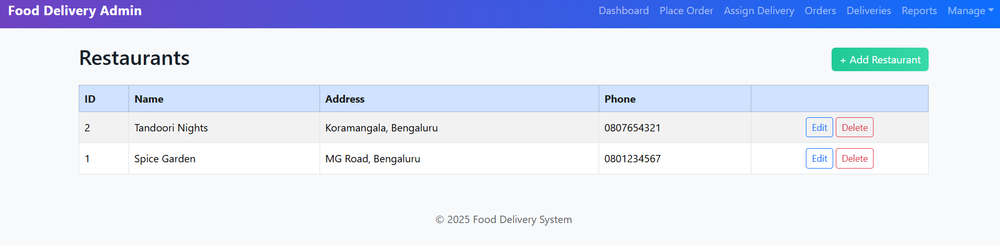 Food Delivery Admin Dashboard Place Order Assign Delivery Orders Deliveries Reports Manage
Restaurants + Add Restaurant
ID Name Address Phone
2 Tandoori Nights Koramangala, Bengaluru 0807654321 Edit Delete
1 Spice Garden MG Road, Bengaluru 0801234567 Edit Delete
© 2025 Food Delivery System